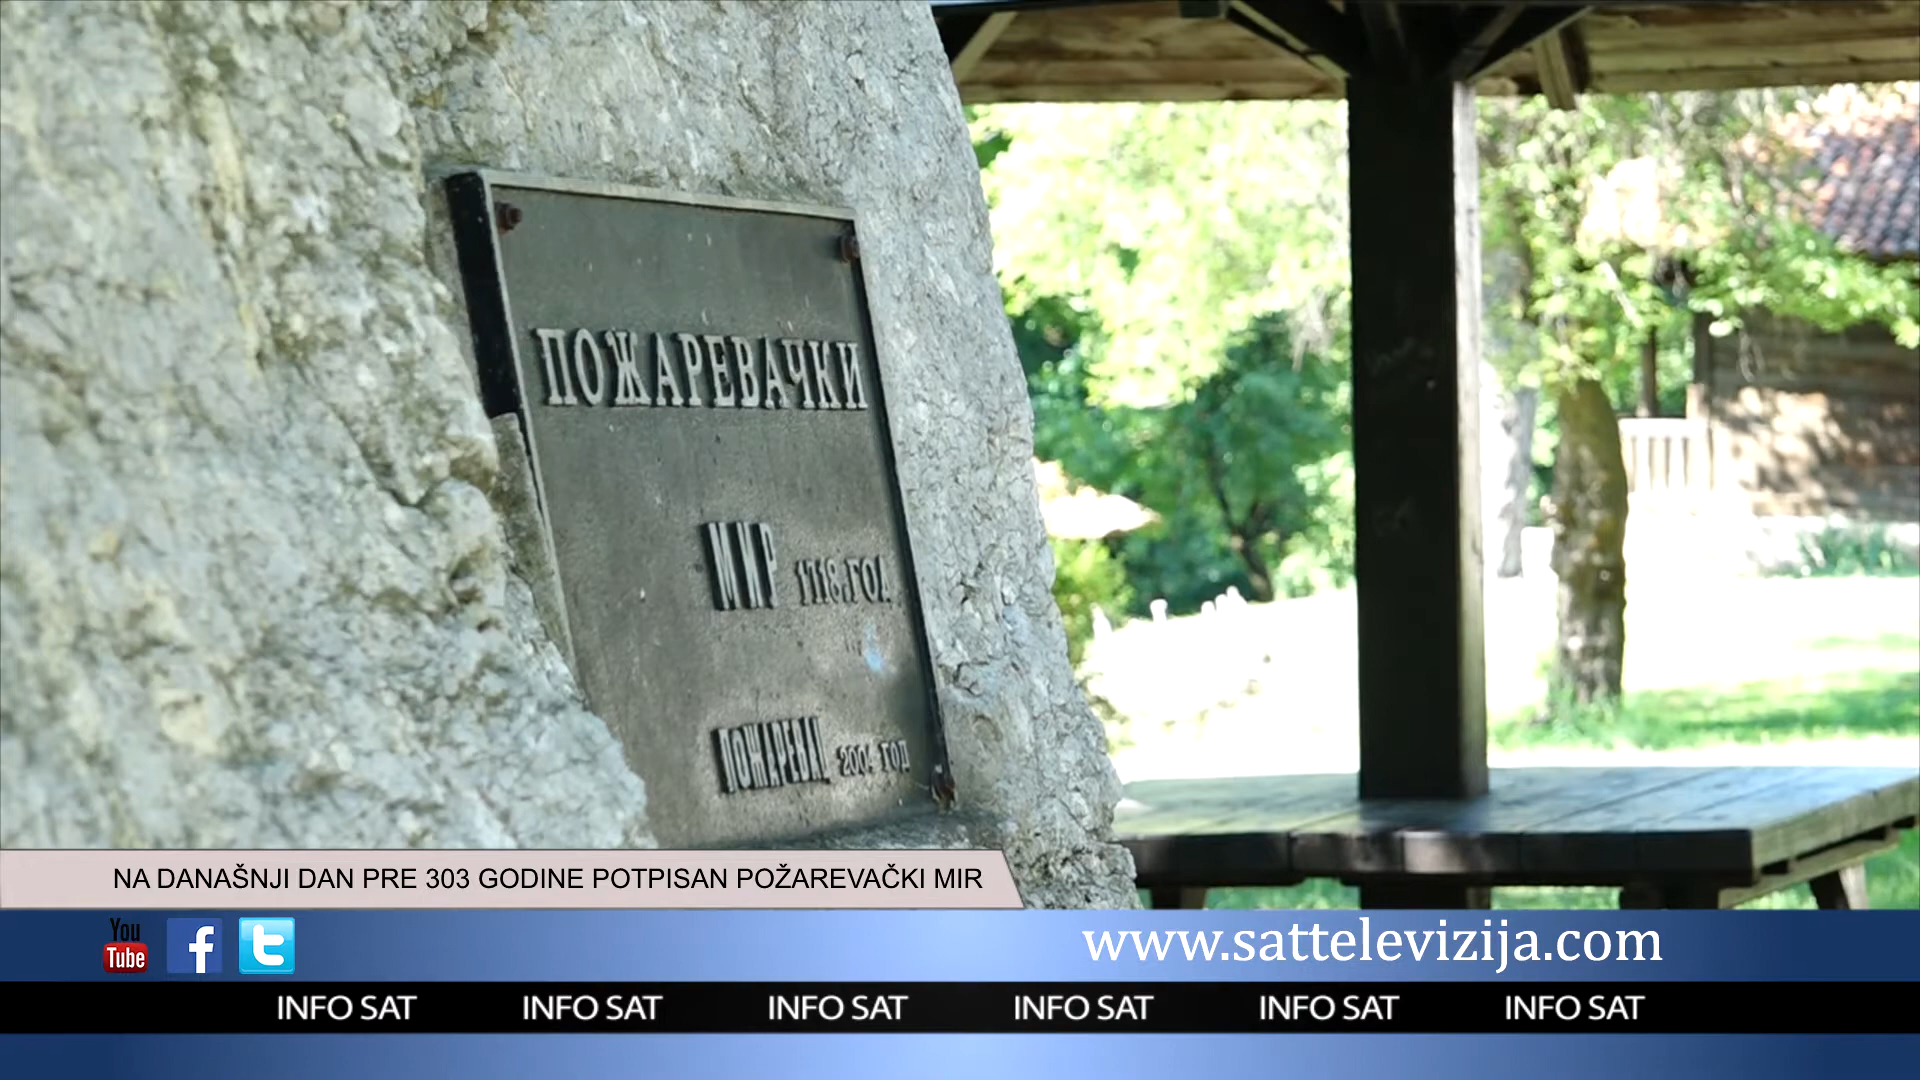 ПОЖАРЕВАЧКИ
МИР 1718.ГОД
ПОЖАРЕВАЦ 2004 ГОД
NA DANAŠNJI DAN PRE 303 GODINE POTPISAN POŽAREVAČKI MIR
You
Tube
www.sattelevizija.com
INFO SAT INFO SAT INFO SAT INFO SAT INFO SAT INFO SAT